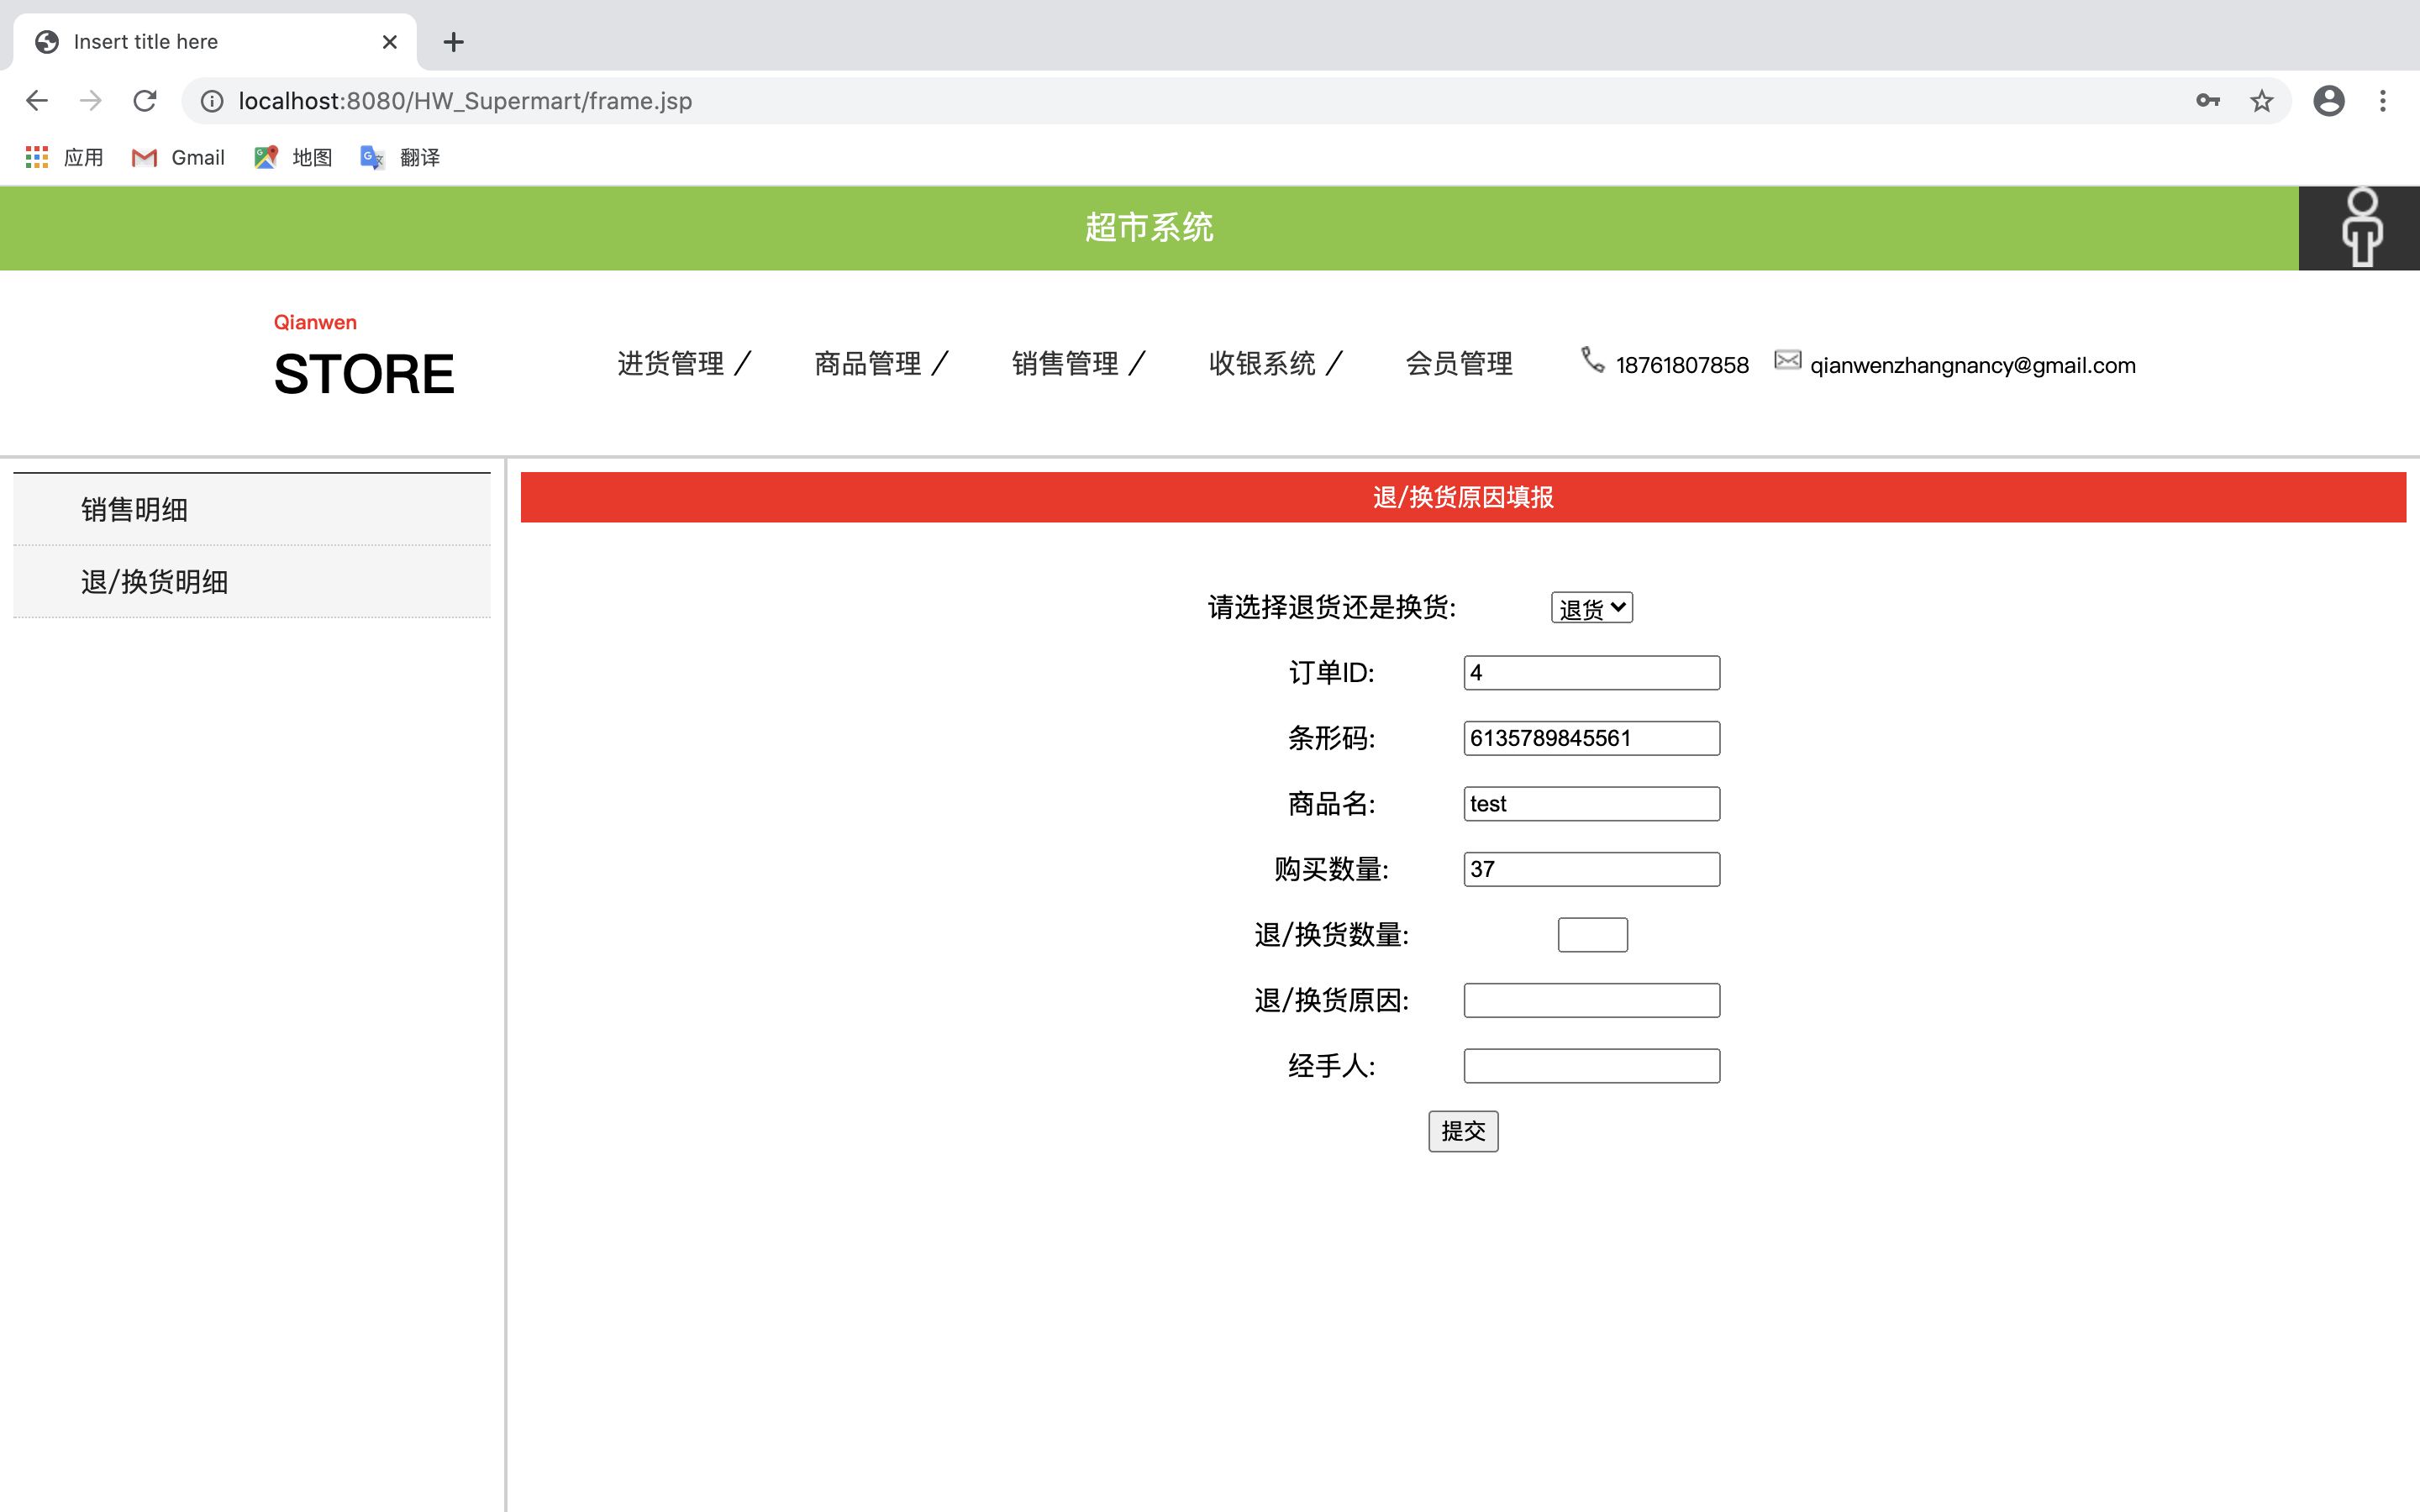 Insert title here
localhost:8080/HW_Supermart/frame.jsp
应用 Gmail 地图 翻译
超市系统
Qianwen
STORE
进货管理 / 商品管理 / 销售管理 / 收银系统 / 会员管理 18761807858 qianwenzhangnancy@gmail.com
销售明细
退/换货明细
退/换货原因填报
请选择退货还是换货: 退货
订单ID: 4
条形码: 6135789845561
商品名: test
购买数量: 37
退/换货数量:
退/换货原因:
经手人:
提交